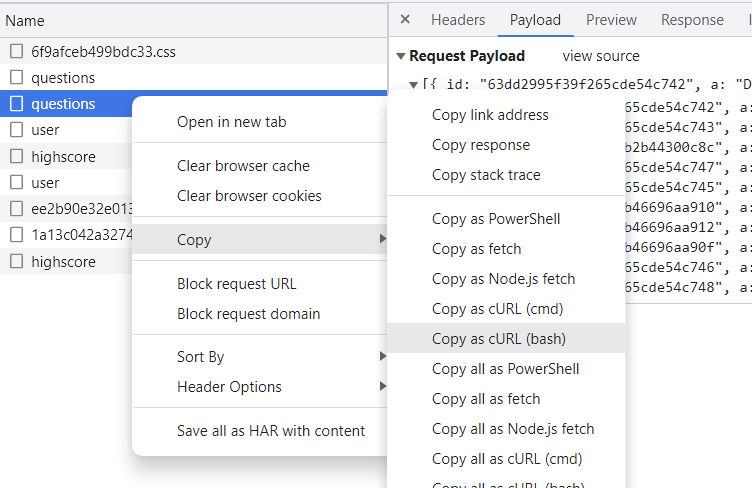 Name
6f9afceb499bdc33.css
questions
questions
user
highscore
user
ee2b90e32e013
1a13c042a3274
highscore
Open in new tab
Clear browser cache
Clear browser cookies
Copy
Block request URL
Block request domain
Sort By
Header Options
Save all as HAR with content
Copy link address
Copy response
Copy stack trace
Copy as PowerShell
Copy as fetch
Copy as Node.js fetch
Copy as cURL (cmd)
Copy as cURL (bash)
Copy all as PowerShell
Copy all as fetch
Copy all as Node.js fetch
Copy all as cURL (cmd)
Copy all as cURL (bash)
× Headers Payload Preview Response
▼ Request Payload view source
▼ [{ id: "63dd2995f39f265cde54c742", a: "D
65cde54c742", a:
65cde54c743", a:
b2b44300c8c", a:
65cde54c747", a:
65cde54c745", a:
b46696aa910", a:
b46696aa912", a:
b46696aa90f", a:
65cde54c746", a:
65cde54c748", a: